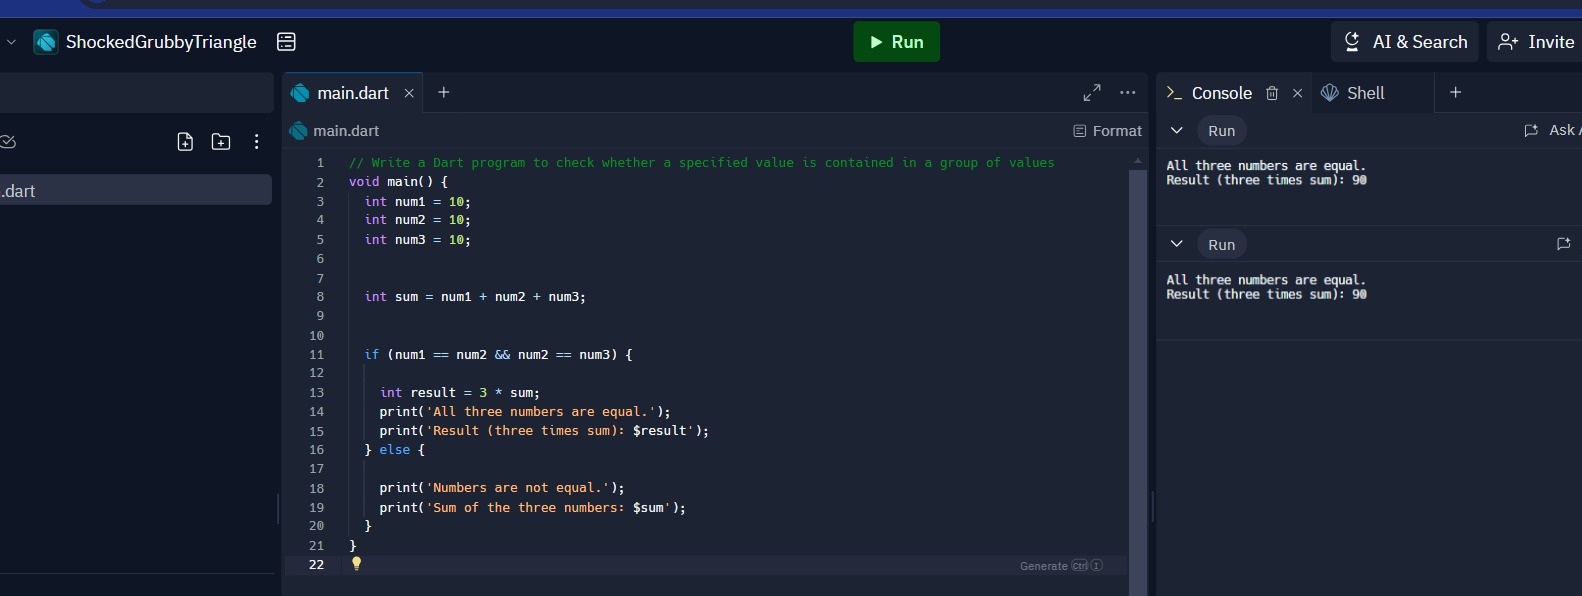 ShockedGrubbyTriangle
Run
AI & Search
Invite
main.dart
Console
Shell
main.dart
Format
Run
.dart
1 // Write a Dart program to check whether a specified value is contained in a group of values
2 void main() {
3 int num1 = 10;
4 int num2 = 10;
5 int num3 = 10;
6
7
8 int sum = num1 + num2 + num3;
9
10
11 if (num1 == num2 && num2 == num3) {
12
13 int result = 3 * sum;
14 print('All three numbers are equal.');
15 print('Result (three times sum): $result');
16 } else {
17
18 print('Numbers are not equal.');
19 print('Sum of the three numbers: $sum');
20 }
21 }
22
Generate Ctrl I
Ask
All three numbers are equal.
Result (three times sum): 90
Run
All three numbers are equal.
Result (three times sum): 90